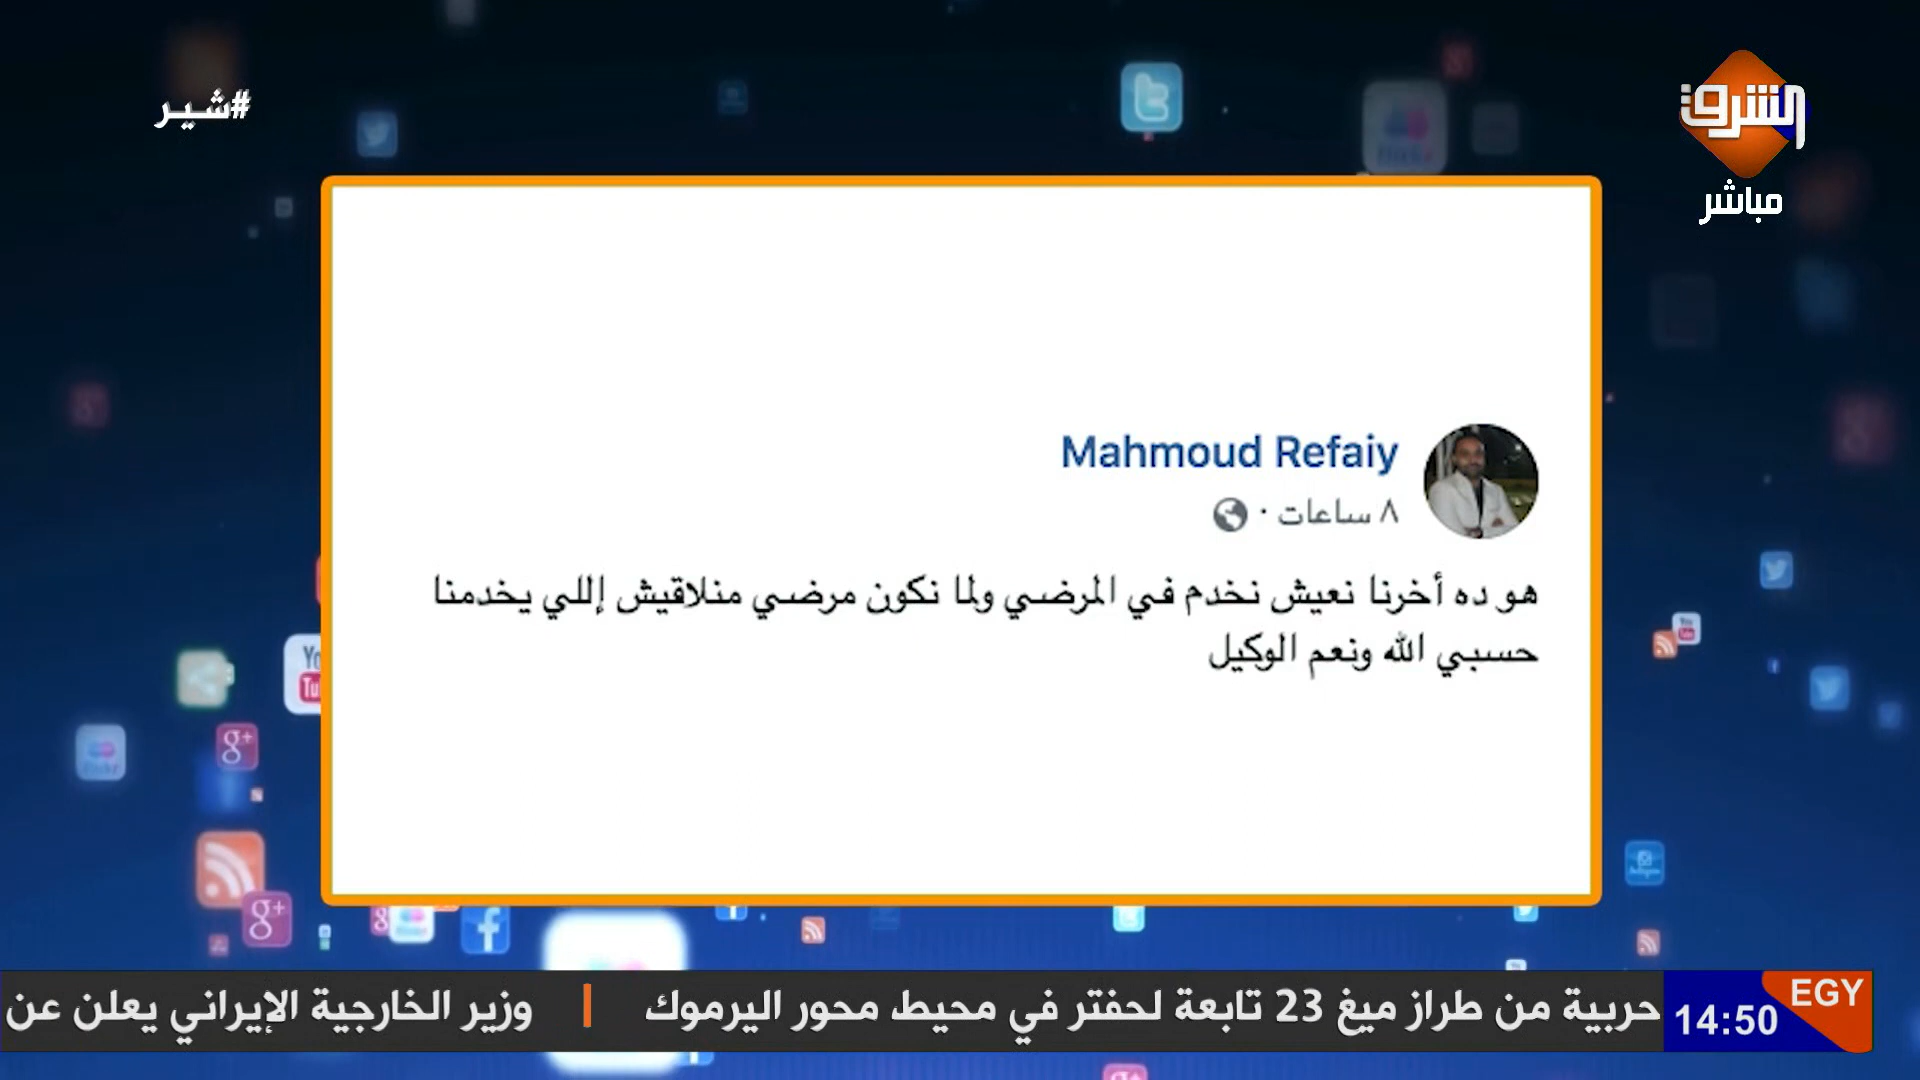 #شير
الشرق
مباشر
Mahmoud Refaiy
٨ ساعات ·
هو ده أخرنا نعيش نخدم في المرضي ولما نكون مرضي منلاقيش إللي يخدمنا
حسبي الله ونعم الوكيل
EGY
14:50
حربية من طراز ميغ 23 تابعة لحفتر في محيط محور اليرموك | وزير الخارجية الإيراني يعلن عن